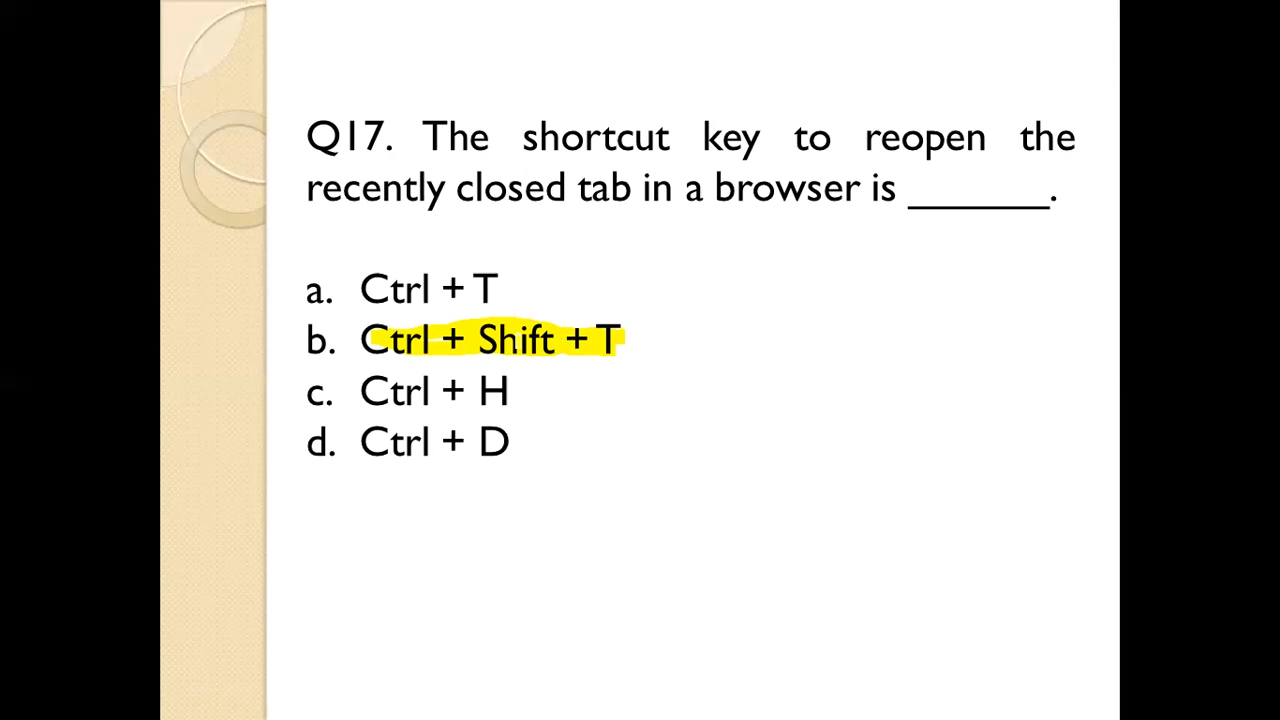 Q17. The shortcut key to reopen the
recently closed tab in a browser is _______.
a. Ctrl + T
b. Ctrl + Shift + T
c. Ctrl + H
d. Ctrl + D